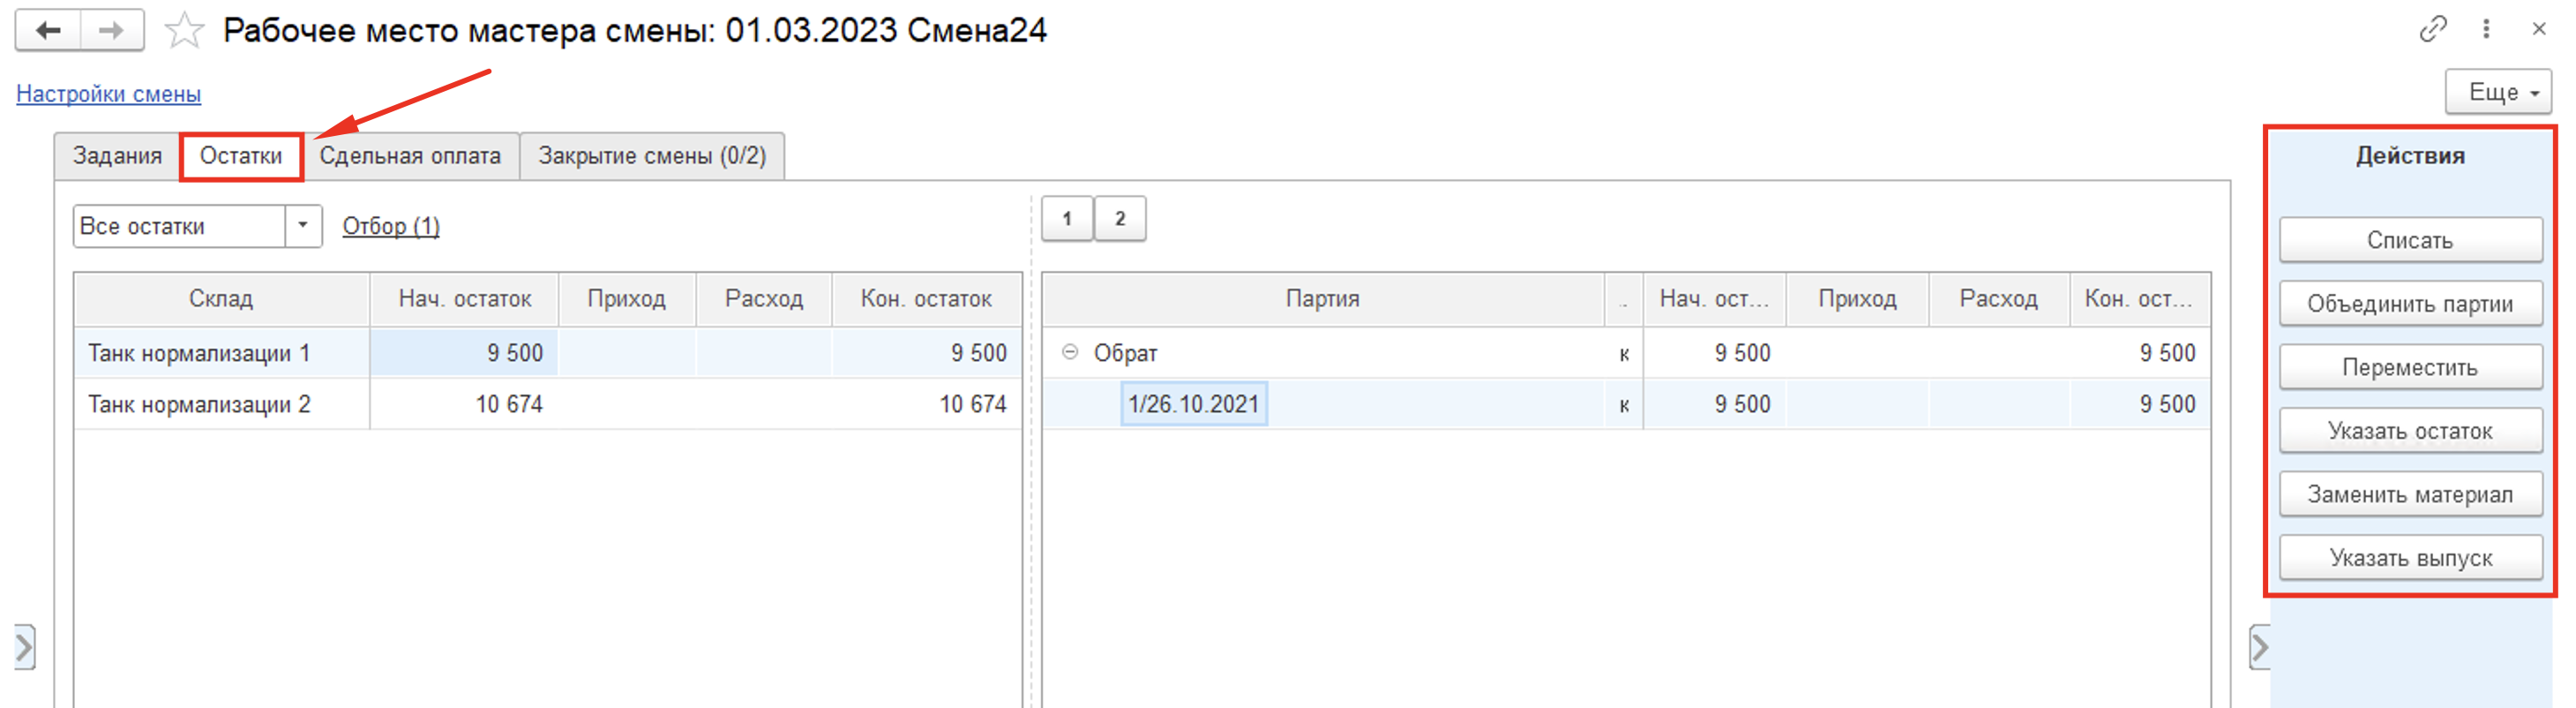 Рабочее место мастера смены: 01.03.2023 Смена24
Настройки смены
Еще
Задания Остатки Сдельная оплата Закрытие смены (0/2)
Все остатки Отбор (1)
1 2
Склад Нач. остаток Приход Расход Кон. остаток
Танк нормализации 1 9 500 9 500
Танк нормализации 2 10 674 10 674
Партия .. Нач. ост... Приход Расход Кон. ост...
Обрат к 9 500 9 500
1/26.10.2021 к 9 500 9 500
Действия
Списать
Объединить партии
Переместить
Указать остаток
Заменить материал
Указать выпуск